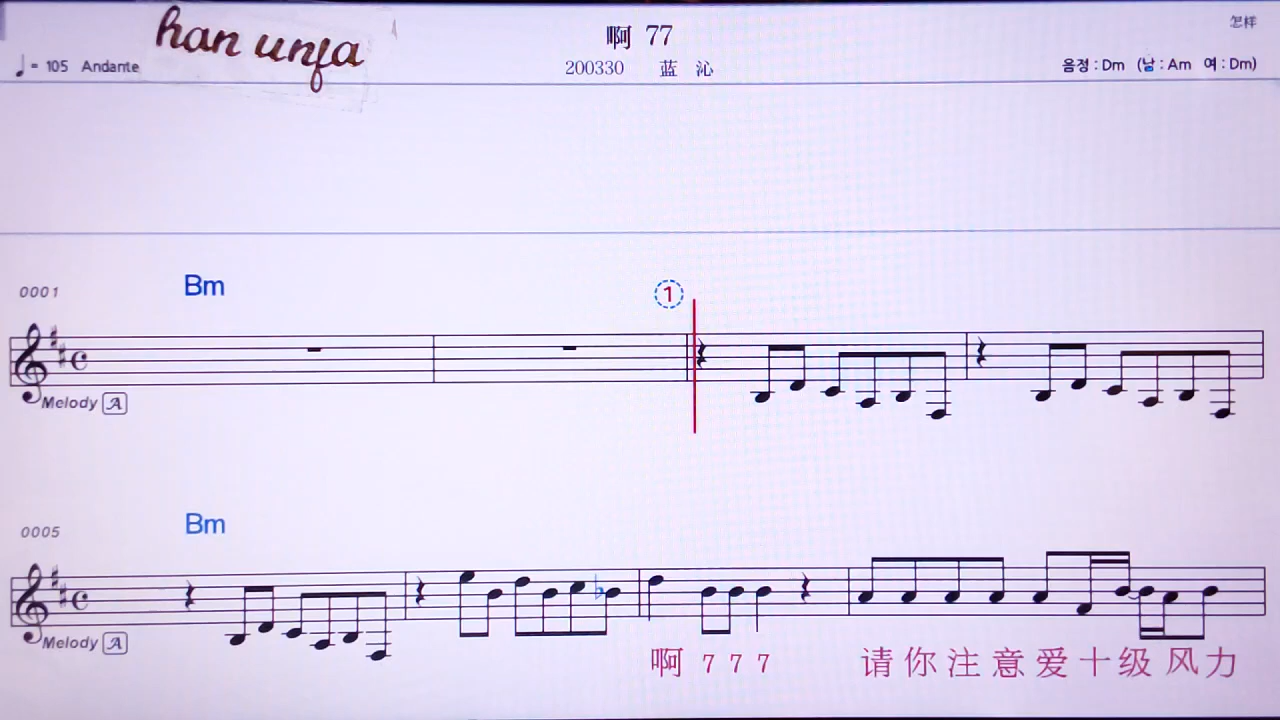 han unfa
啊 77
怎样
♩= 105 Andante
200330 蓝 沁
음정 : Dm (남 : Am 여 : Dm)
0001
Bm
1
Melody A
0005
Bm
Melody A
啊 7 7 7 请 你 注 意 爱 十 级 风 力